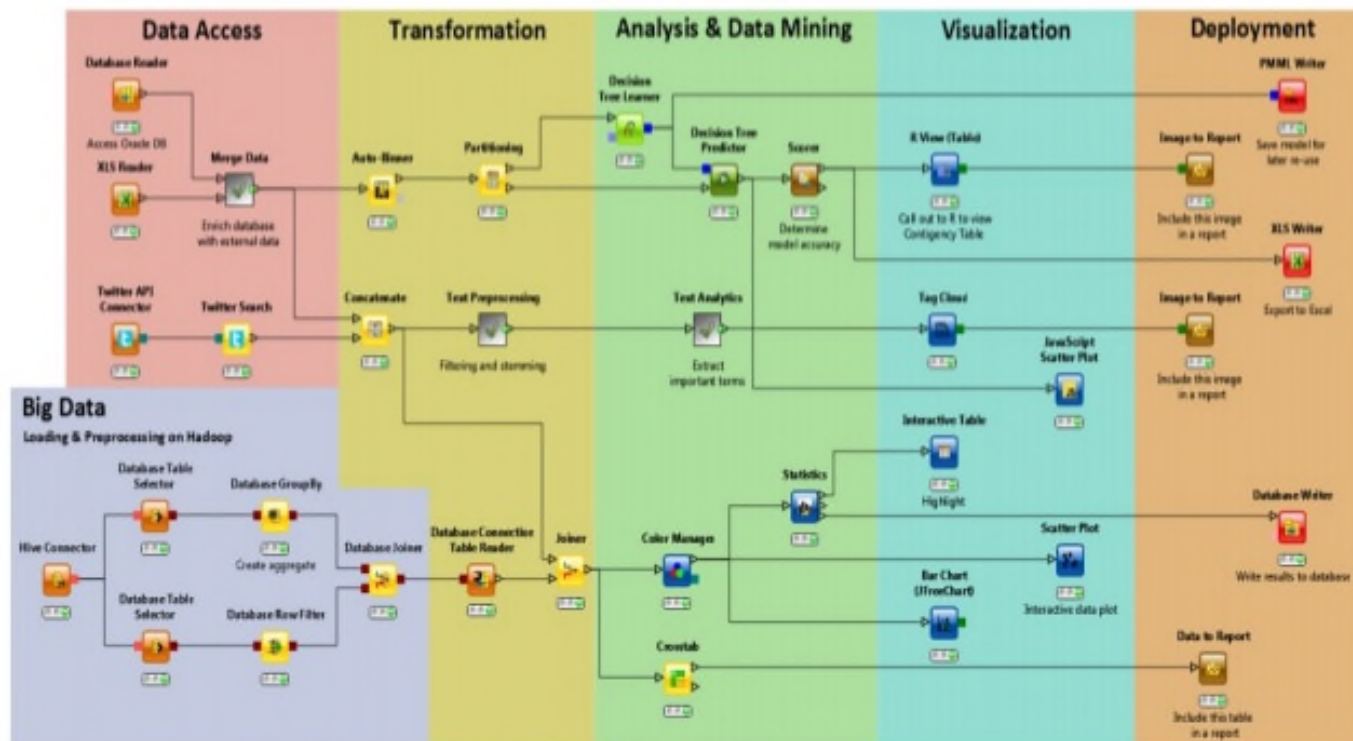 Data Access
Transformation
Analysis & Data Mining
Visualization
Deployment
Database Reader
Access Oracle DB
XLS Reader
Merge Data
Enrich database
with external data
Twitter API
Connector
Twitter Search
Auto-Binner
Partitioning
Concatenate
Text Preprocessing
Filtering and stemming
Decision
Tree Learner
Decision Tree
Predictor
Scorer
Determine
model accuracy
Text Analytics
Extract
important terms
R View (Table)
Call out to R to view
Contigency Table
Tag Cloud
JavaScript
Scatter Plot
PMML Writer
Save model for
later re-use
Image to Report
Include this image
in a report
XLS Writer
Export to Excel
Image to Report
Include this image
in a report
Big Data
Loading & Preprocessing on Hadoop
Hive Connector
Database Table
Selector
Database GroupBy
Create aggregate
Database Table
Selector
Database Row Filter
Database Joiner
Database Connection
Table Reader
Joiner
Color Manager
Statistics
Crosstab
Interactive Table
HighIight
Scatter Plot
Interactive data plot
Bar Chart
(JFreeChart)
Database Writer
Write results to database
Data to Report
Include this table
in a report